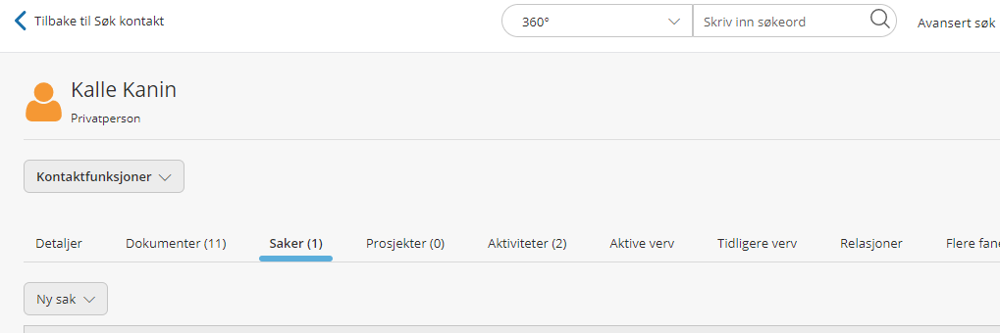 Tilbake til Søk kontakt
360°
Skriv inn søkeord
Avansert søk
Kalle Kanin
Privatperson
Kontaktfunksjoner
Detaljer
Dokumenter (11)
Saker (1)
Prosjekter (0)
Aktiviteter (2)
Aktive verv
Tidligere verv
Relasjoner
Flere fane
Ny sak